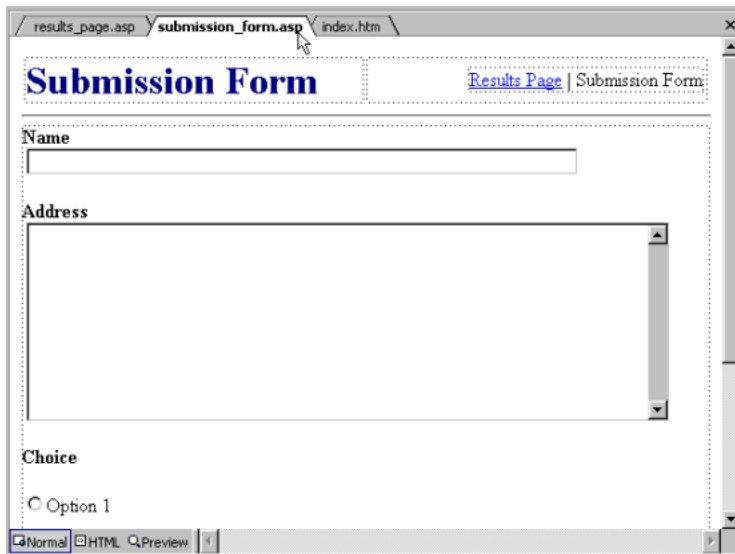 results_page.asp submission_form.asp index.htm
Submission Form Results Page | Submission Form
Name
Address
Choice
Option 1
Normal HTML Preview